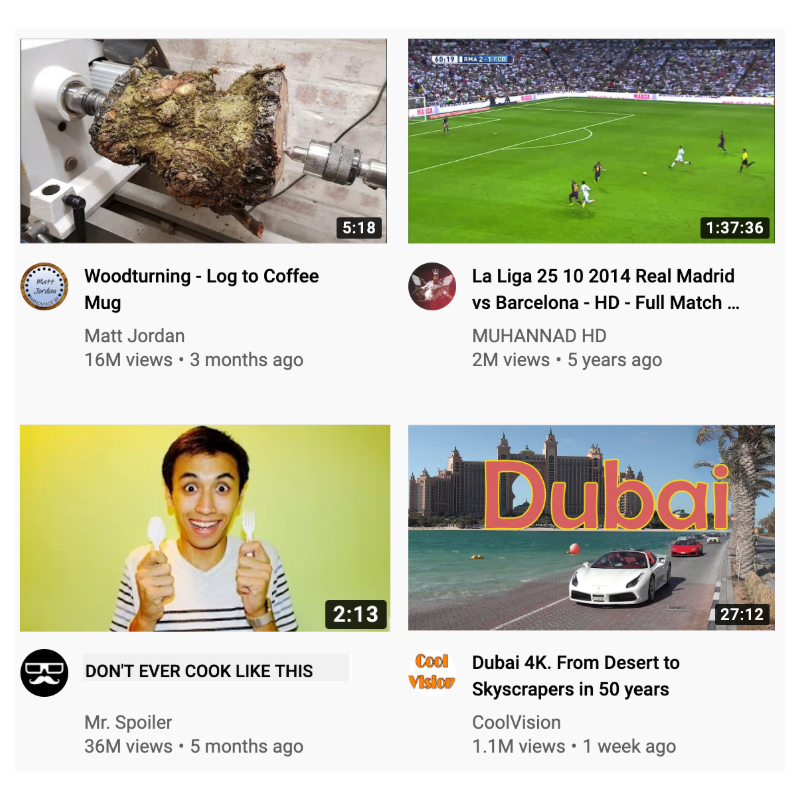 5:18
Woodturning - Log to Coffee
Mug
Matt Jordan
16M views • 3 months ago
60:19 RMA 2 - 1 FCB
MARCA
MARCA
1:37:36
La Liga 25 10 2014 Real Madrid
vs Barcelona - HD - Full Match ...
MUHANNAD HD
2M views • 5 years ago
2:13
DON'T EVER COOK LIKE THIS
Mr. Spoiler
36M views • 5 months ago
Dubai
27:12
Cool
Vision
Dubai 4K. From Desert to
Skyscrapers in 50 years
CoolVision
1.1M views • 1 week ago